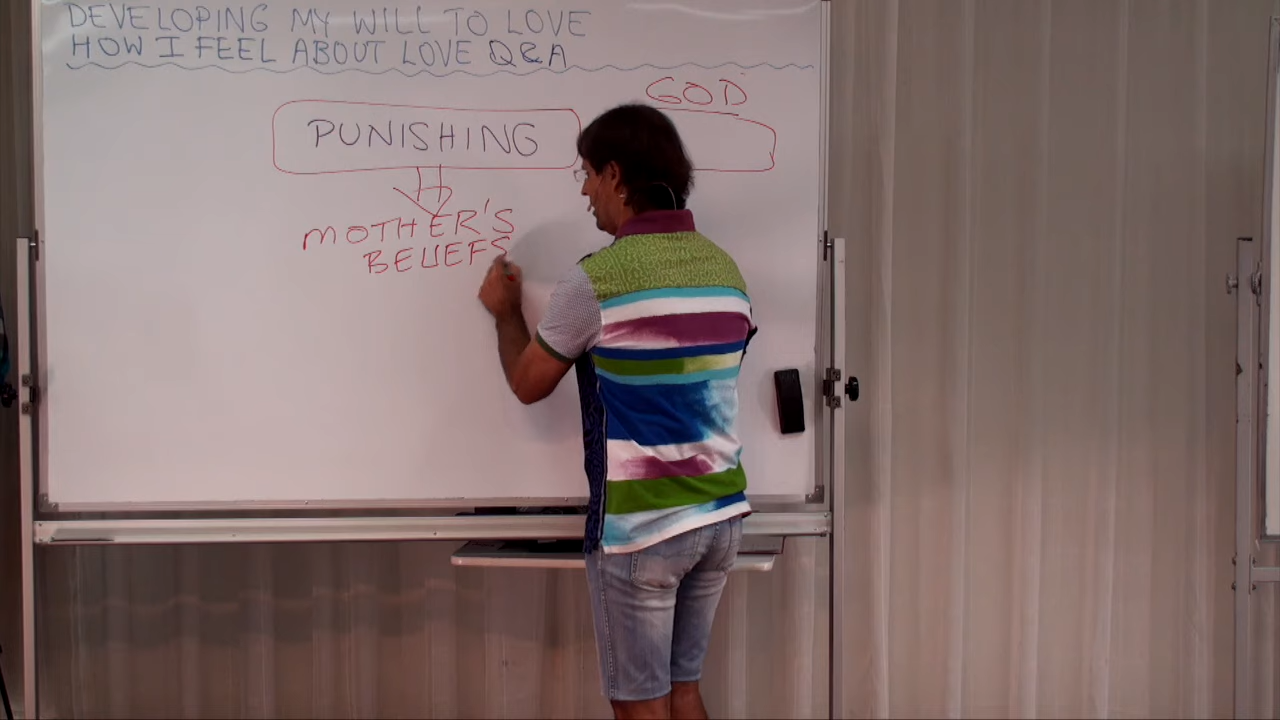 DEVELOPING MY WILL TO LOVE
HOW I FEEL ABOUT LOVE Q&A
GOD
PUNISHING
MOTHER'S
BELIEFS